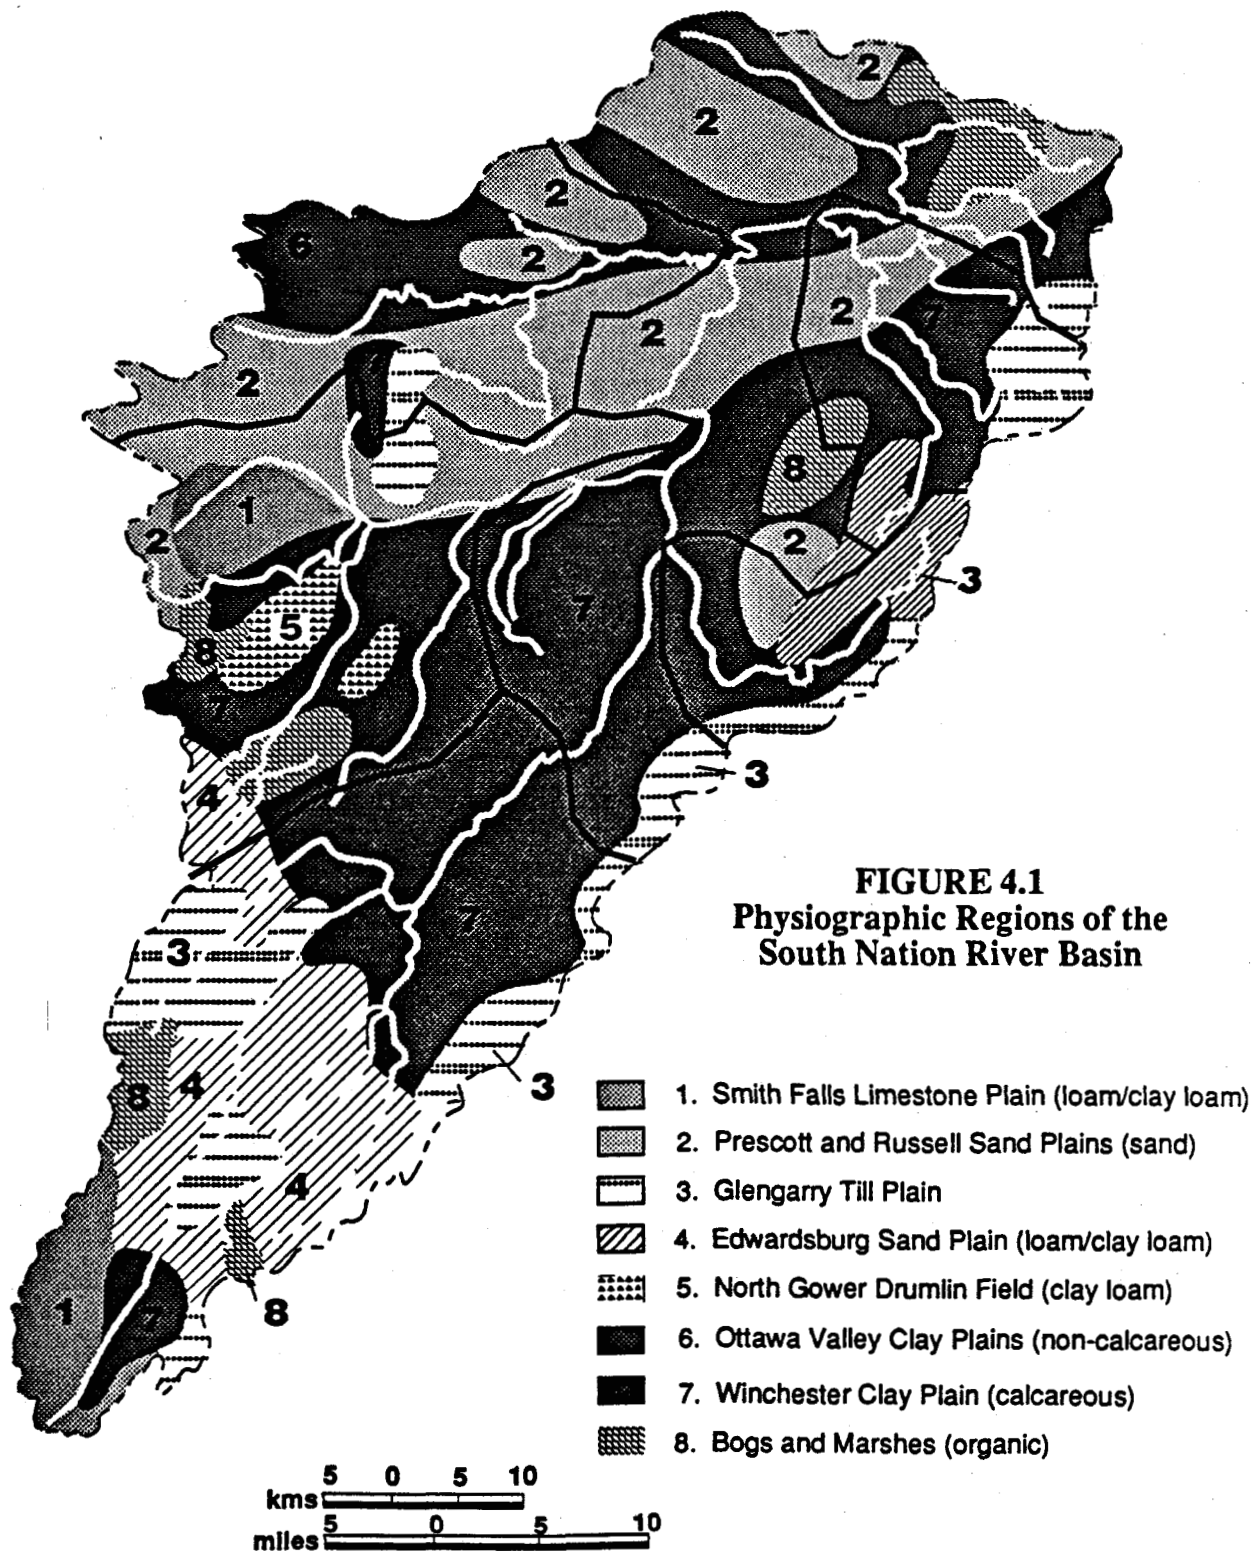 2
2
2
6
2
2
2
2
7
2
8
1
2
2
3
5
7
8
7
4
3
FIGURE 4.1
Physiographic Regions of the
South Nation River Basin
7
3
8
4
3
4
1
7
8
1. Smith Falls Limestone Plain (loam/clay loam)
2. Prescott and Russell Sand Plains (sand)
3. Glengarry Till Plain
4. Edwardsburg Sand Plain (loam/clay loam)
5. North Gower Drumlin Field (clay loam)
6. Ottawa Valley Clay Plains (non-calcareous)
7. Winchester Clay Plain (calcareous)
8. Bogs and Marshes (organic)
5 0 5 10
kms
5 0 5 10
miles